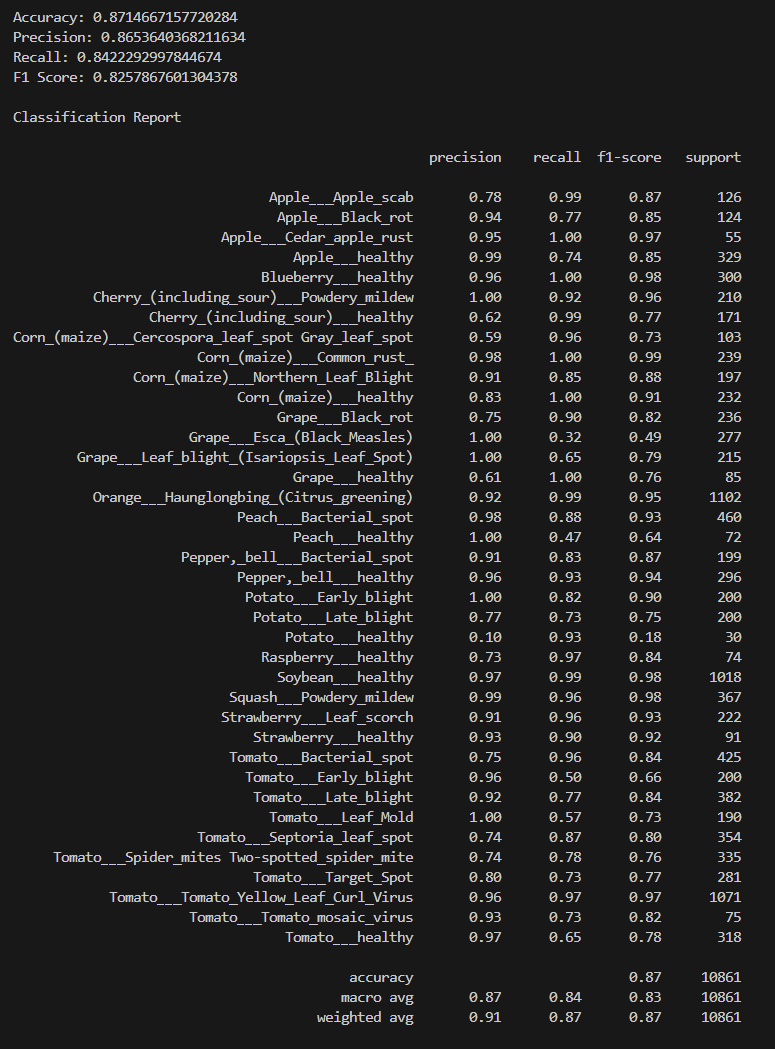 Accuracy: 0.8714667157720284
Precision: 0.8653640368211634
Recall: 0.8422292997844674
F1 Score: 0.8257867601304378
Classification Report
precision recall f1-score support
Apple___Apple_scab 0.78 0.99 0.87 126
Apple___Black_rot 0.94 0.77 0.85 124
Apple___Cedar_apple_rust 0.95 1.00 0.97 55
Apple___healthy 0.99 0.74 0.85 329
Blueberry___healthy 0.96 1.00 0.98 300
Cherry_(including_sour)___Powdery_mildew 1.00 0.92 0.96 210
Cherry_(including_sour)___healthy 0.62 0.99 0.77 171
Corn_(maize)___Cercospora_leaf_spot Gray_leaf_spot 0.59 0.96 0.73 103
Corn_(maize)___Common_rust_ 0.98 1.00 0.99 239
Corn_(maize)___Northern_Leaf_Blight 0.91 0.85 0.88 197
Corn_(maize)___healthy 0.83 1.00 0.91 232
Grape___Black_rot 0.75 0.90 0.82 236
Grape___Esca_(Black_Measles) 1.00 0.32 0.49 277
Grape___Leaf_blight_(Isariopsis_Leaf_Spot) 1.00 0.65 0.79 215
Grape___healthy 0.61 1.00 0.76 85
Orange___Haunglongbing_(Citrus_greening) 0.92 0.99 0.95 1102
Peach___Bacterial_spot 0.98 0.88 0.93 460
Peach___healthy 1.00 0.47 0.64 72
Pepper,_bell___Bacterial_spot 0.91 0.83 0.87 199
Pepper,_bell___healthy 0.96 0.93 0.94 296
Potato___Early_blight 1.00 0.82 0.90 200
Potato___Late_blight 0.77 0.73 0.75 200
Potato___healthy 0.10 0.93 0.18 30
Raspberry___healthy 0.73 0.97 0.84 74
Soybean___healthy 0.97 0.99 0.98 1018
Squash___Powdery_mildew 0.99 0.96 0.98 367
Strawberry___Leaf_scorch 0.91 0.96 0.93 222
Strawberry___healthy 0.93 0.90 0.92 91
Tomato___Bacterial_spot 0.75 0.96 0.84 425
Tomato___Early_blight 0.96 0.50 0.66 200
Tomato___Late_blight 0.92 0.77 0.84 382
Tomato___Leaf_Mold 1.00 0.57 0.73 190
Tomato___Septoria_leaf_spot 0.74 0.87 0.80 354
Tomato___Spider_mites Two-spotted_spider_mite 0.74 0.78 0.76 335
Tomato___Target_Spot 0.80 0.73 0.77 281
Tomato___Tomato_Yellow_Leaf_Curl_Virus 0.96 0.97 0.97 1071
Tomato___Tomato_mosaic_virus 0.93 0.73 0.82 75
Tomato___healthy 0.97 0.65 0.78 318
accuracy 0.87 10861
macro avg 0.87 0.84 0.83 10861
weighted avg 0.91 0.87 0.87 10861